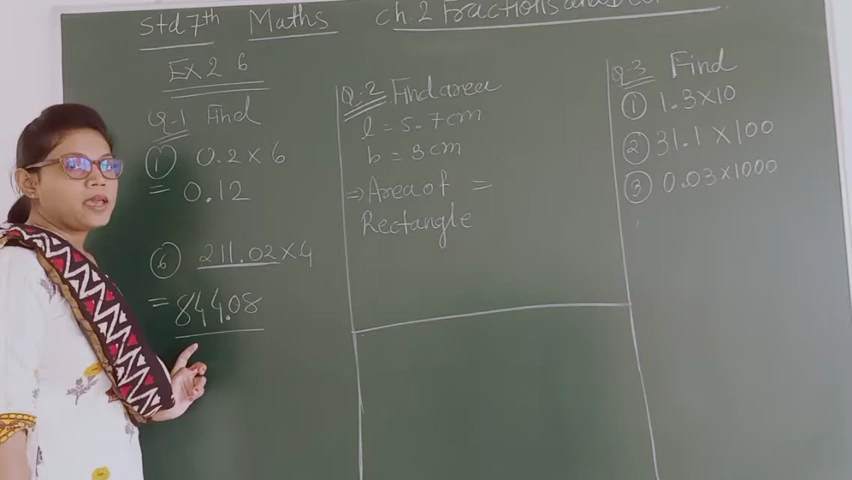 Std 7th Maths ch. 2 Fractions and
Ex 2 6
Q.1 Find
① 0.2 × 6
= 0.12
⑥ 211.02 × 4
= 844.08
Q.2 Find area
l = 5.7 cm
b = 3 cm
⇒ Area of =
Rectangle
Q.3 Find
① 1.3 × 10
② 31.1 × 100
③ 0.03 × 1000